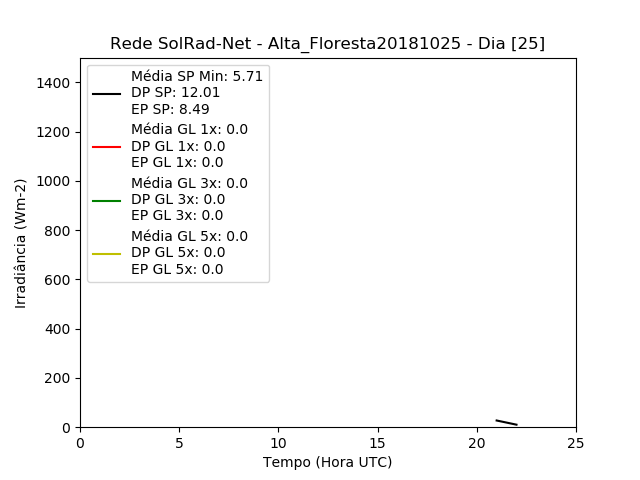 Rede SolRad-Net - Alta_Floresta20181025 - Dia [25]
Média SP Min: 5.71
DP SP: 12.01
EP SP: 8.49
Média GL 1x: 0.0
DP GL 1x: 0.0
EP GL 1x: 0.0
Média GL 3x: 0.0
DP GL 3x: 0.0
EP GL 3x: 0.0
Média GL 5x: 0.0
DP GL 5x: 0.0
EP GL 5x: 0.0
Irradiância (Wm-2)
1400
1200
1000
800
600
400
200
0
0 5 10 15 20 25
Tempo (Hora UTC)